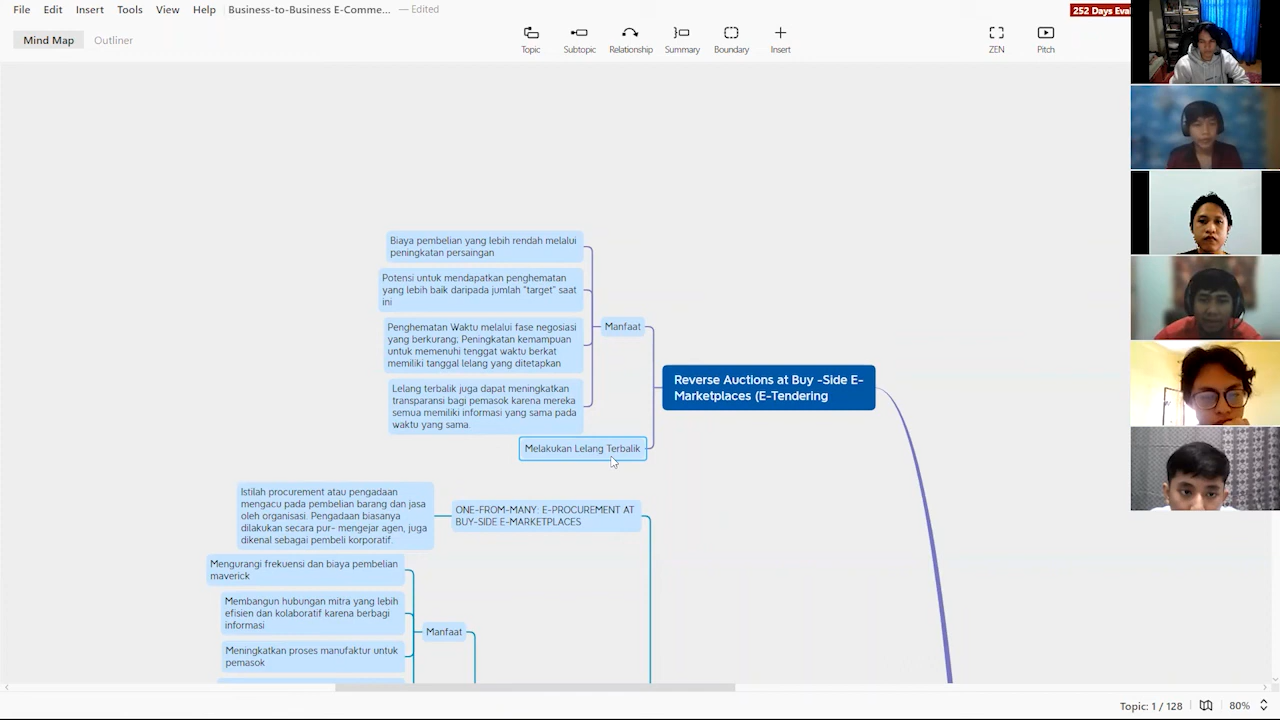 File Edit Insert Tools View Help Business-to-Business E-Comme... — Edited
252 Days Eval
Mind Map Outliner
Topic Subtopic Relationship Summary Boundary Insert ZEN Pitch
Biaya pembelian yang lebih rendah melalui
peningkatan persaingan
Potensi untuk mendapatkan penghematan
yang lebih baik daripada jumlah "target" saat
ini
Penghematan Waktu melalui fase negosiasi
yang berkurang; Peningkatan kemampuan
untuk memenuhi tenggat waktu berkat
memiliki tanggal lelang yang ditetapkan
Lelang terbalik juga dapat meningkatkan
transparansi bagi pemasok karena mereka
semua memiliki informasi yang sama pada
waktu yang sama.
Manfaat
Melakukan Lelang Terbalik
Reverse Auctions at Buy -Side E-
Marketplaces (E-Tendering
Istilah procurement atau pengadaan
mengacu pada pembelian barang dan jasa
oleh organisasi. Pengadaan biasanya
dilakukan secara pur- mengejar agen, juga
dikenal sebagai pembeli korporatif.
ONE-FROM-MANY: E-PROCUREMENT AT
BUY-SIDE E-MARKETPLACES
Mengurangi frekuensi dan biaya pembelian
maverick
Membangun hubungan mitra yang lebih
efisien dan kolaboratif karena berbagi
informasi
Meningkatkan proses manufaktur untuk
pemasok
Manfaat
Topic: 1 / 128 80%